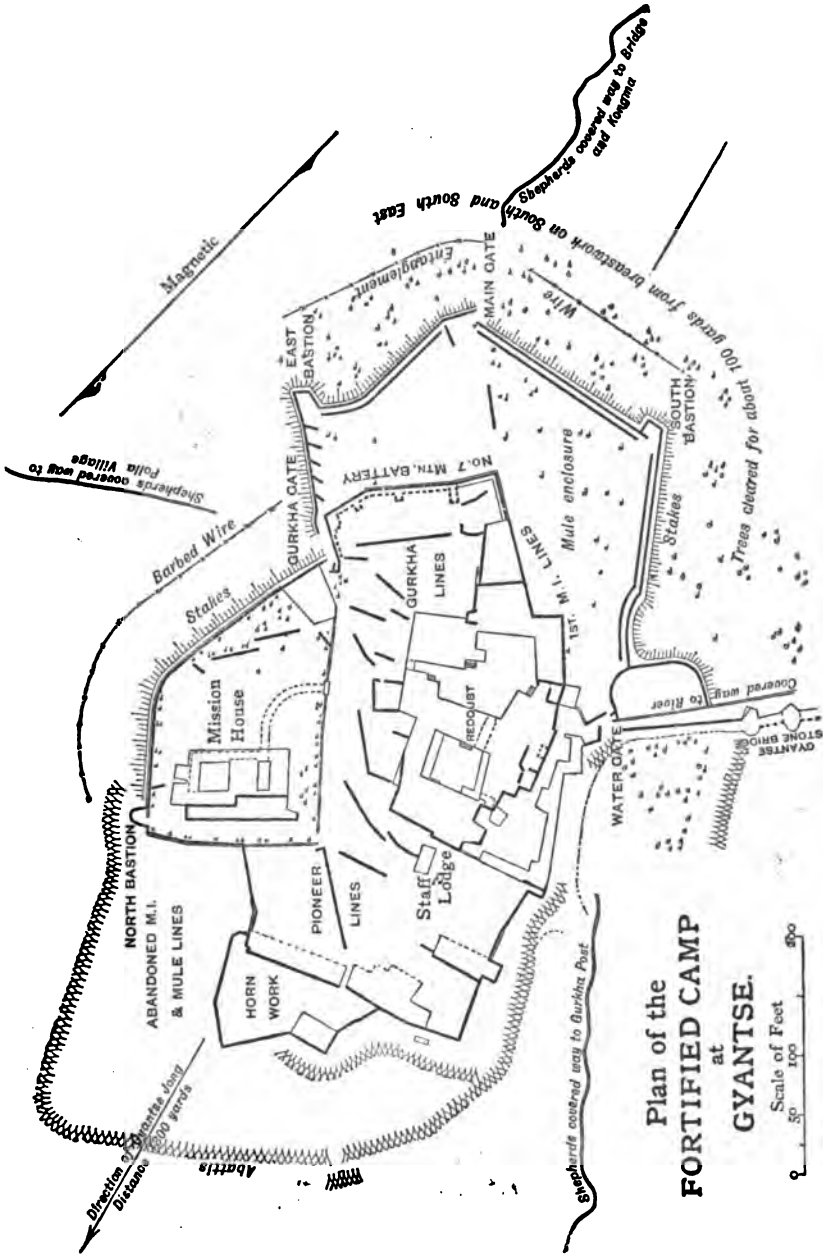 Plan of the
FORTIFIED CAMP
at
GYANTSE.
Scale of Feet
0 50 100
Direction of Gyantse Jong
Distance
yards
Abattis
NORTH BASTION
ABANDONED M.I.
& MULE LINES
HORN
WORK
PIONEER
LINES
Staff
Lodge
Mission
House
Stakes
Barbed Wire
Shepherds covered way to
Polla Village
GURKHA GATE
EAST
BASTION
Magnetic
Entanglement
MAIN GATE
Wire
No. 7 MTN. BATTERY
GURKHA
LINES
REDOUBT
1ST. M.I. LINES
Mule enclosure
SOUTH
BASTION
Stakes
Trees cleared for about 100 yards from breastwork on South and South East
Shepherds covered way to Bridge
and Kongma
WATER GATE
Covered way
to River
GYANTSE
STONE BRIDGE
Shepherds covered way to Gurkha Post